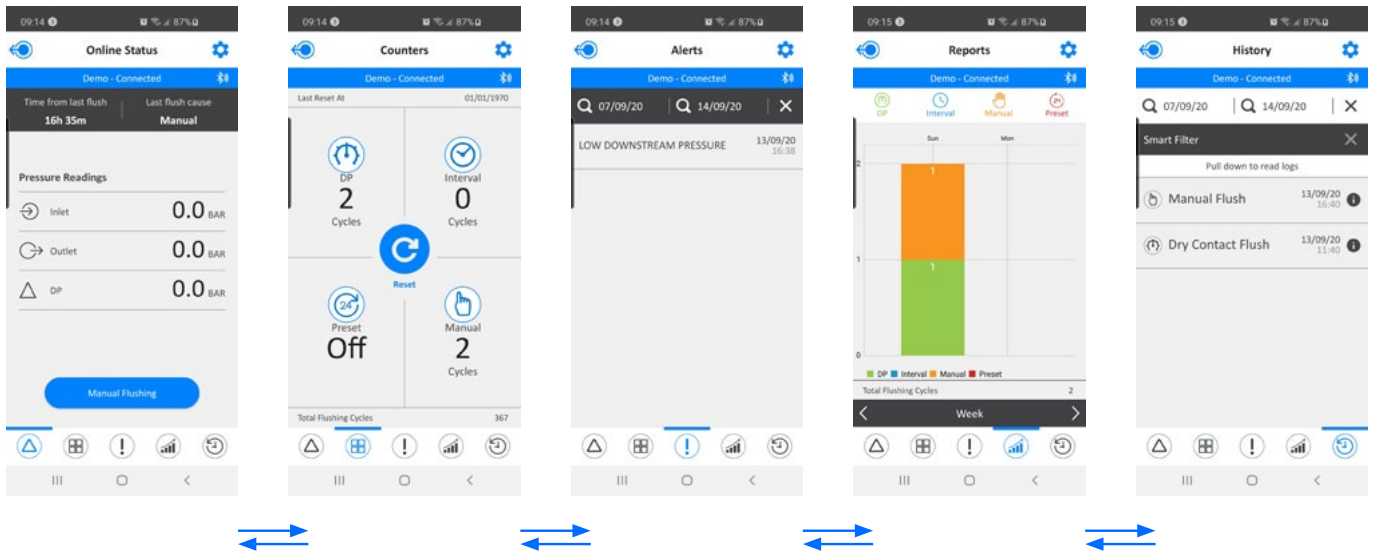 09:14
87%
Online Status
Demo - Connected
Time from last flush
Last flush cause
16h 35m
Manual
Pressure Readings
Inlet
0.0 BAR
Outlet
0.0 BAR
DP
0.0 BAR
Manual Flushing
09:14
87%
Counters
Demo - Connected
Last Reset At
01/01/1970
DP
2
Cycles
Interval
0
Cycles
Reset
24
Preset
Off
Manual
2
Cycles
Total Flushing Cycles
367
09:14
87%
Alerts
Demo - Connected
07/09/20
14/09/20
LOW DOWNSTREAM PRESSURE
13/09/20
16:38
09:15
87%
Reports
Demo - Connected
DP
Interval
Manual
Preset
Sun
Mon
2
1
1
1
0
DP Interval Manual Preset
Total Flushing Cycles
2
Week
09:15
87%
History
Demo - Connected
07/09/20
14/09/20
Smart Filter
Pull down to read logs
Manual Flush
13/09/20
16:40
Dry Contact Flush
13/09/20
11:40